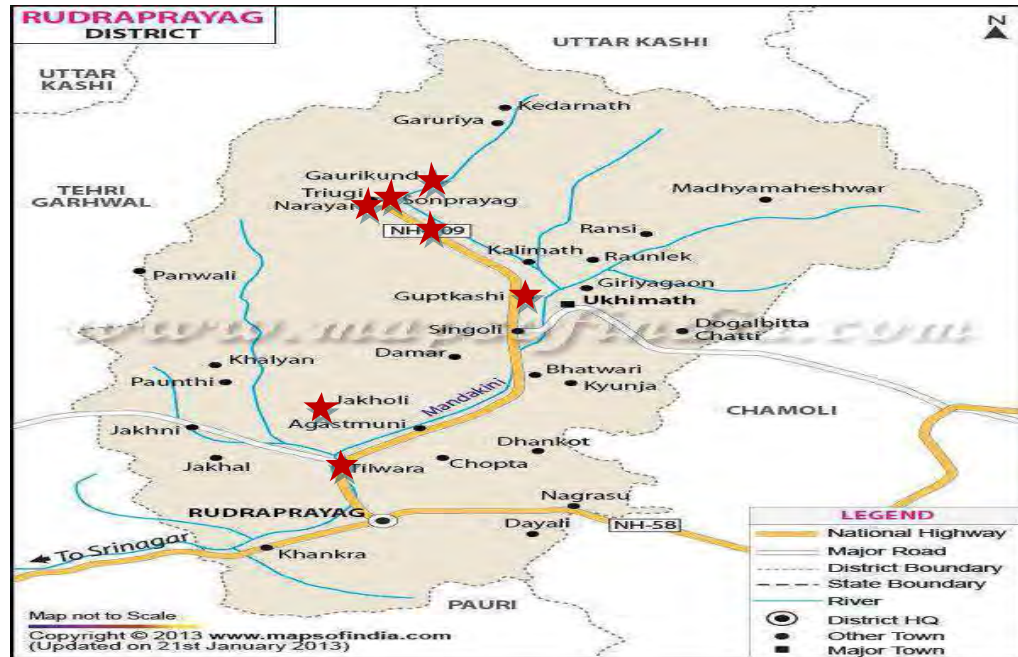 RUDRAPRAYAG
DISTRICT
N
UTTAR KASHI
UTTAR
KASHI
Kedarnath
Garuriya
Gaurikund
TEHRI
GARHWAL
Triugi
Narayan
Sonprayag
Madhyamaheshwar
Ransi
Kalimath
Raunlek
Panwali
Giriyagaon
Guptkashi
Ukhimath
www.mapsofindia.com
Singoli
Dogalbitta
Chatti
Damar
Khalyan
Bhatwari
Paunthi
Kyunja
Mandakini
Jakholi
CHAMOLI
Jakhni
Agastmuni
Dhankot
Jakhal
Tilwara
Chopta
Nagrasu
RUDRAPRAYAG
Dayali
NH-58
To Srinagar
Khankra
PAURI
LEGEND
National Highway
Major Road
District Boundary
State Boundary
River
District HQ
Other Town
Major Town
Map not to Scale
Copyright © 2013 www.mapsofindia.com
(Updated on 21st January 2013)